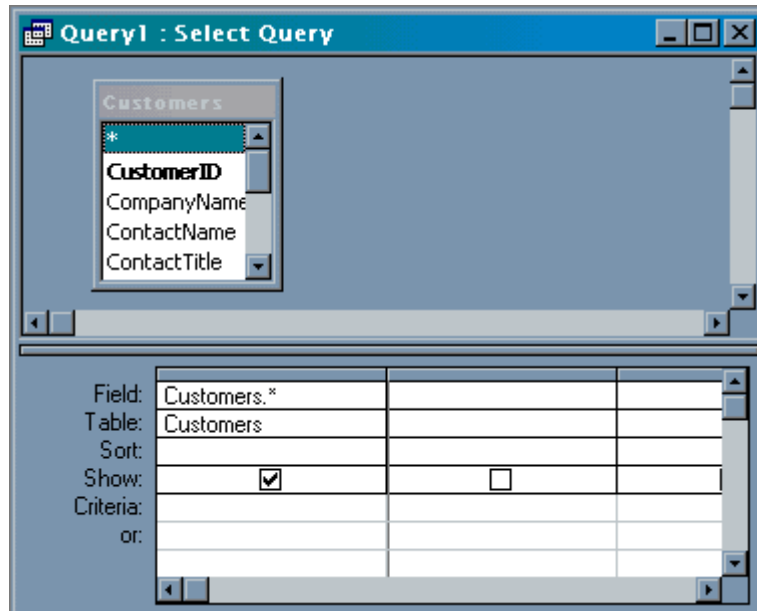 Query1 : Select Query
Customers
*
CustomerID
CompanyName
ContactName
ContactTitle
Field: Customers.*
Table: Customers
Sort:
Show:
Criteria:
or: